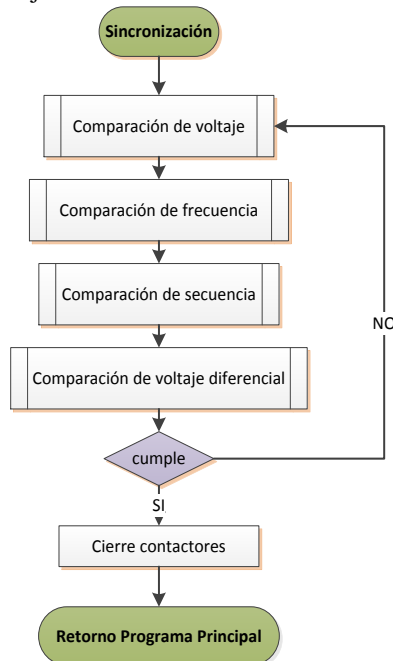 Sincronización
Comparación de voltaje
Comparación de frecuencia
Comparación de secuencia
NO
Comparación de voltaje diferencial
cumple
SI
Cierre contactores
Retorno Programa Principal